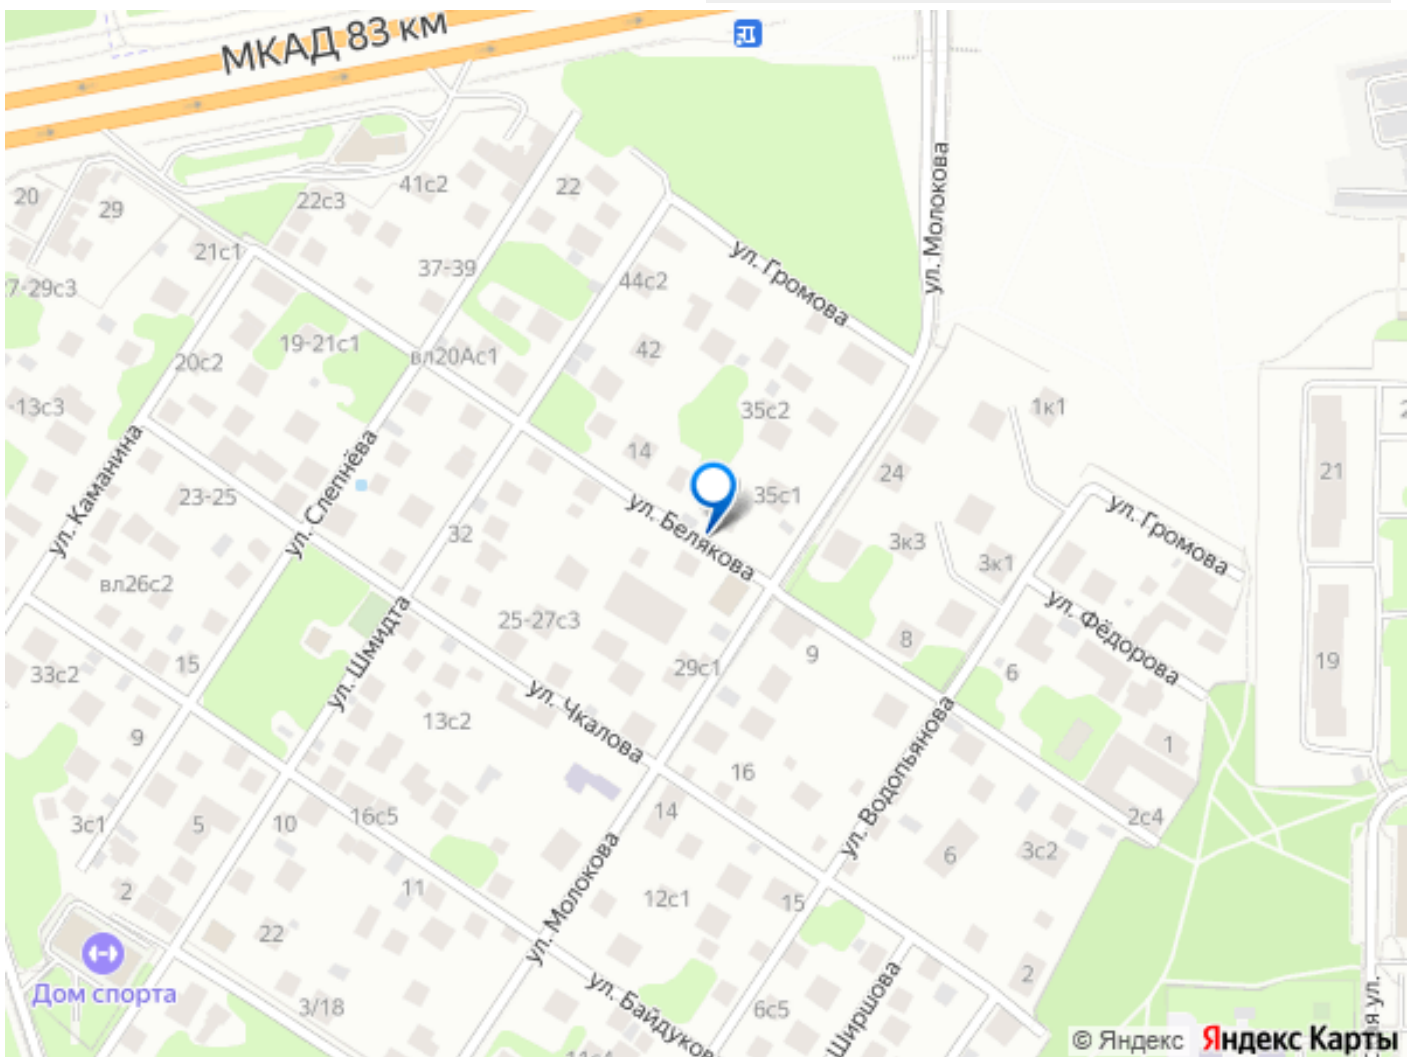 МКАД 83 км
20
29
22с3
41с2
22
ул. Молокова
21с1
37-39
44с2
ул. Громова
7-29с3
19-21с1
вл20Ас1
42
20с2
-13с3
35с2
1к1
21
ул. Каманина
ул. Слепнёва
14
24
23-25
35с1
ул. Белякова
ул. Громова
32
3к3
3к1
вл26с2
ул. Шмидта
25-27с3
ул. Фёдорова
33с2
15
29с1
9
8
6
19
ул. Чкалова
13с2
9
ул. Водопьянова
1
16
3с1
5
10
16с5
14
2с4
6
3с2
2
11
ул. Молокова
12с1
15
22
Дом спорта
3/18
ул. Байдуков
6с5
Ширшова
2
ая ул.
© Яндекс Яндекс Карты